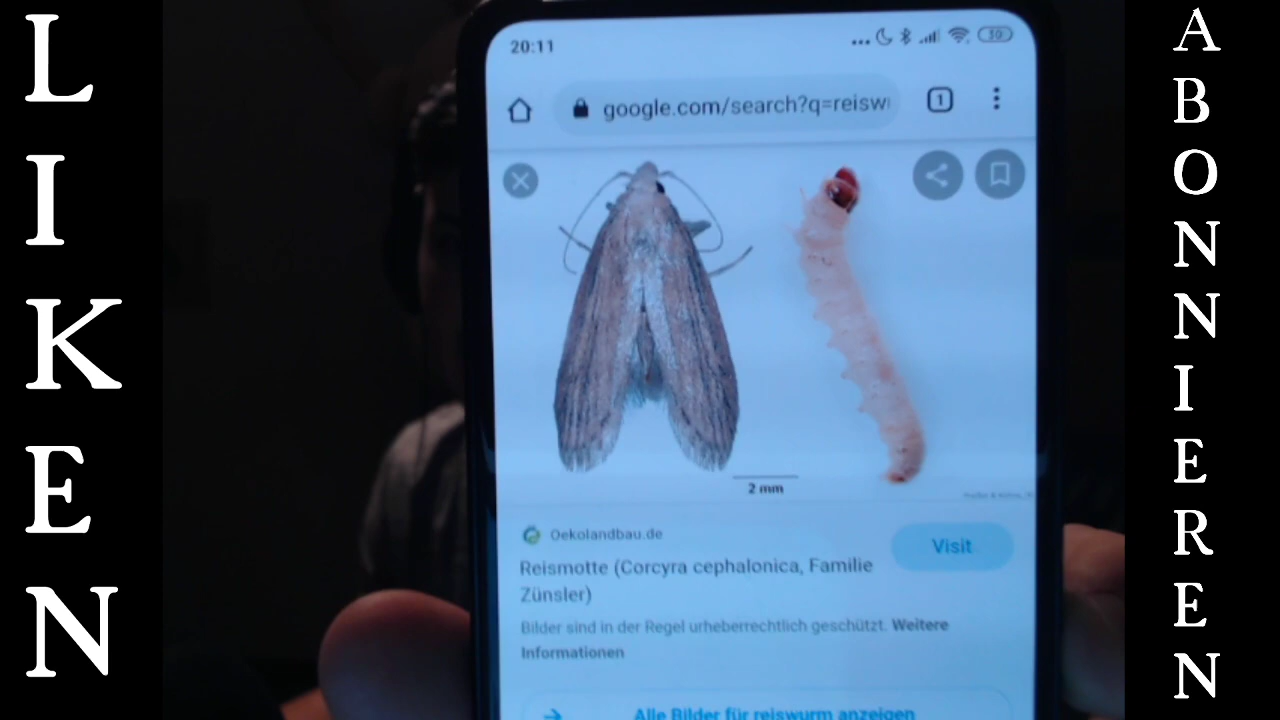 LIKEN
20:11
30
google.com/search?q=reisw
1
2 mm
Oekolandbau.de
Visit
Reismotte (Corcyra cephalonica, Familie
Zünsler)
Bilder sind in der Regel urheberrechtlich geschützt. Weitere
Informationen
Alle Bilder für reiswurm anzeigen
ABONNIEREN